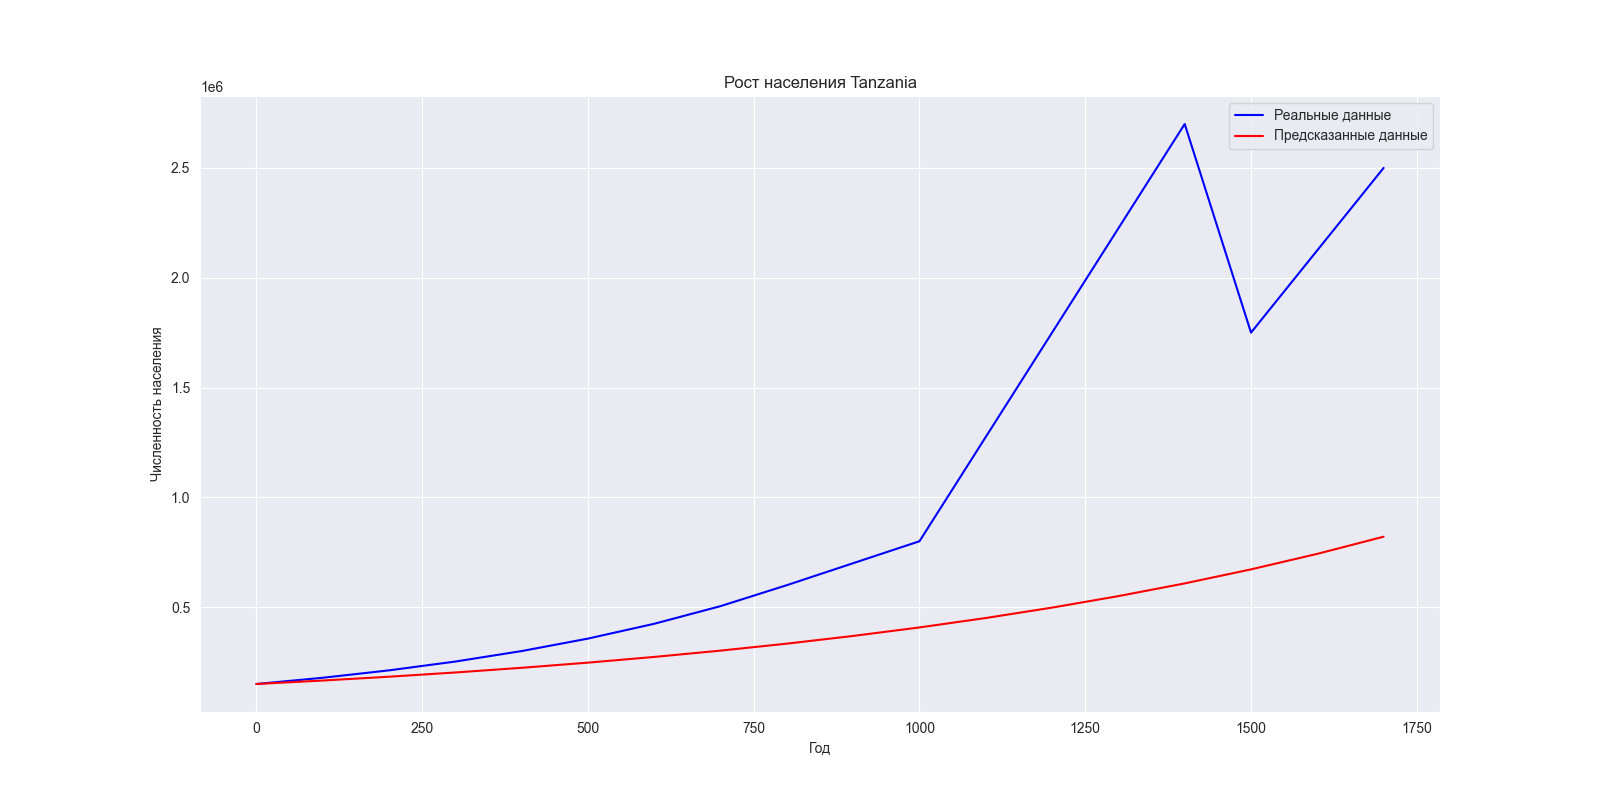 Рост населения Tanzania
1e6
Реальные данные
Предсказанные данные
2.5
2.0
1.5
1.0
0.5
Численность населения
0 250 500 750 1000 1250 1500 1750
Год